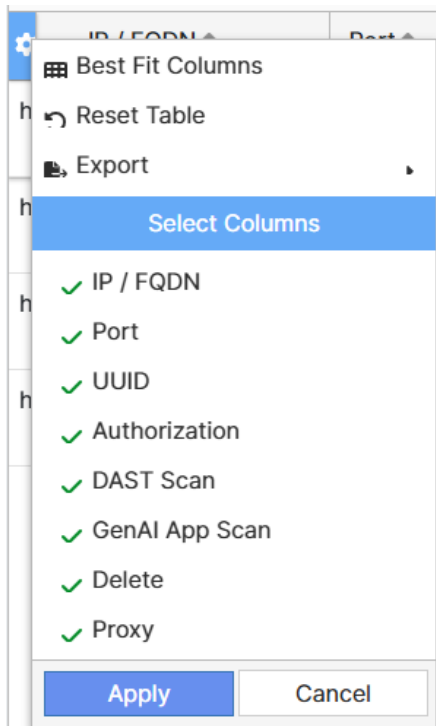 IP / FQDN
Port
Best Fit Columns
Reset Table
Export
Select Columns
IP / FQDN
Port
UUID
Authorization
DAST Scan
GenAI App Scan
Delete
Proxy
Apply
Cancel
h
h
h
h